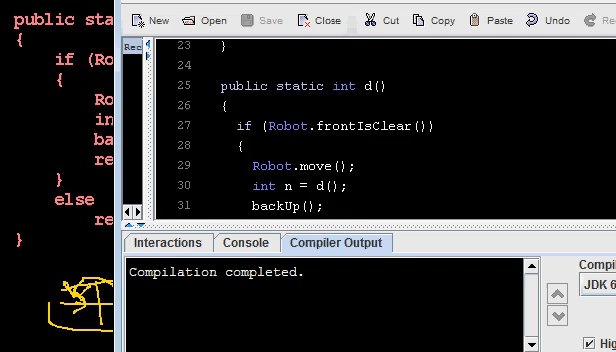 public sta
{
if (Ro
{
Ro
in
ba
re
}
else
re
}
New Open Save Close Cut Copy Paste Undo Re
Rec
23 }
24
25 public static int d()
26 {
27 if (Robot.frontIsClear())
28 {
29 Robot.move();
30 int n = d();
31 backUp();
Interactions Console Compiler Output
Compilation completed.
Compil
JDK 6
Hig